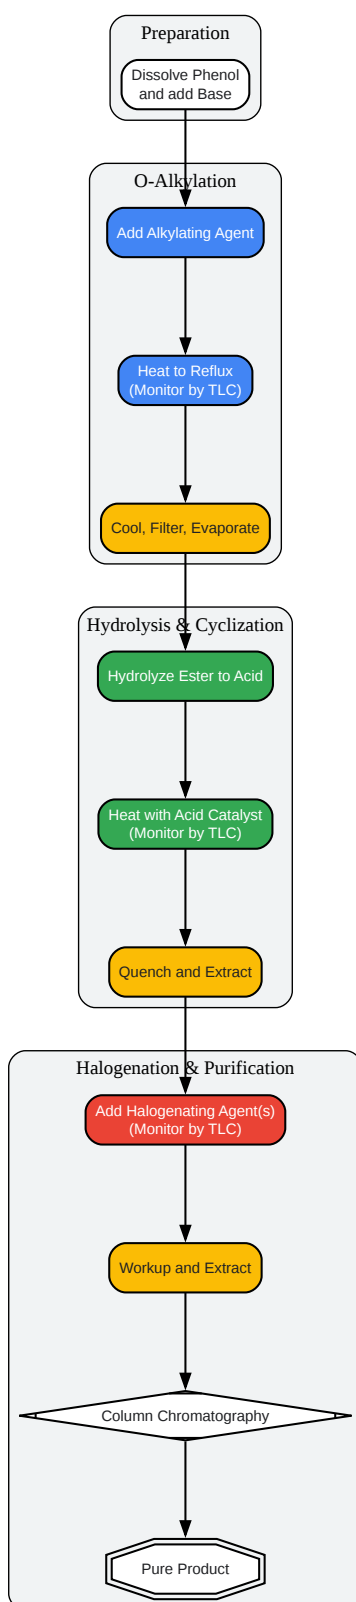 Preparation
Dissolve Phenol
and add Base
O-Alkylation
Add Alkylating Agent
Heat to Reflux
(Monitor by TLC)
Cool, Filter, Evaporate
Hydrolysis & Cyclization
Hydrolyze Ester to Acid
Heat with Acid Catalyst
(Monitor by TLC)
Quench and Extract
Halogenation & Purification
Add Halogenating Agent(s)
(Monitor by TLC)
Workup and Extract
Column Chromatography
Pure Product